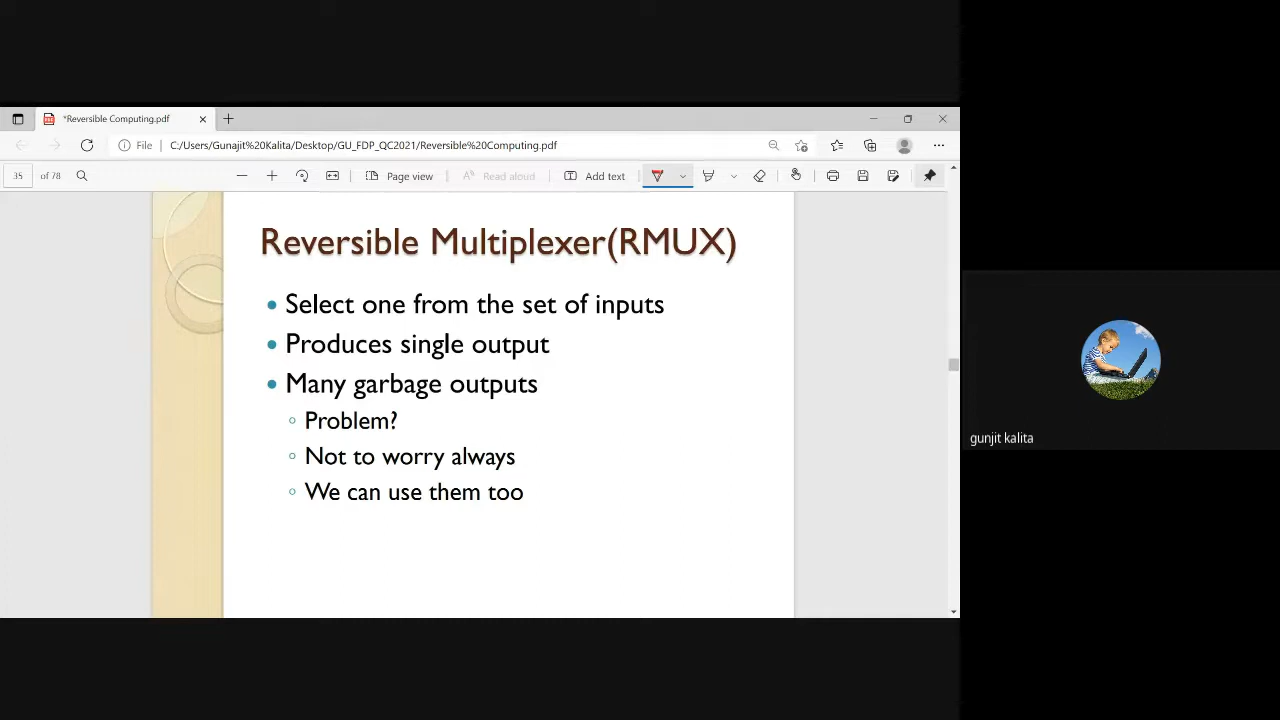 *Reversible Computing.pdf
File
C:/Users/Gunajit%20Kalita/Desktop/GU_FDP_QC2021/Reversible%20Computing.pdf
35 of 78
Page view
Read aloud
Add text
Reversible Multiplexer(RMUX)
Select one from the set of inputs
Produces single output
Many garbage outputs
Problem?
Not to worry always
We can use them too
gunjit kalita